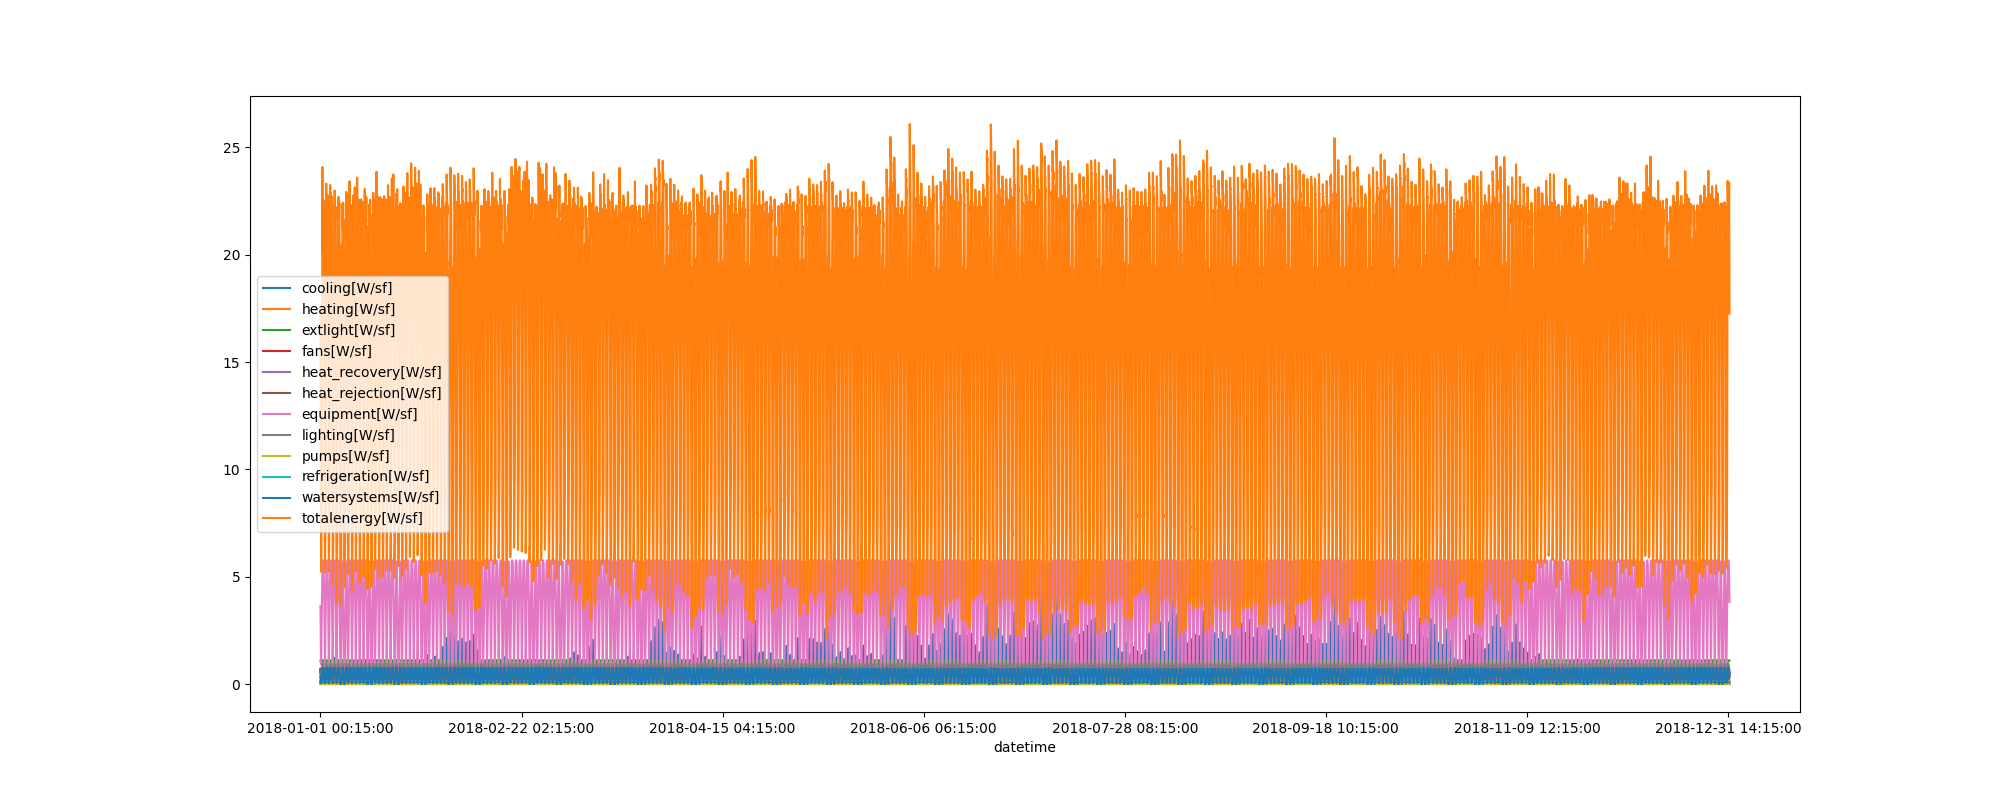 25
20
15
10
5
0
cooling[W/sf]
heating[W/sf]
extlight[W/sf]
fans[W/sf]
heat_recovery[W/sf]
heat_rejection[W/sf]
equipment[W/sf]
lighting[W/sf]
pumps[W/sf]
refrigeration[W/sf]
watersystems[W/sf]
totalenergy[W/sf]
2018-01-01 00:15:00 2018-02-22 02:15:00 2018-04-15 04:15:00 2018-06-06 06:15:00 2018-07-28 08:15:00 2018-09-18 10:15:00 2018-11-09 12:15:00 2018-12-31 14:15:00
datetime